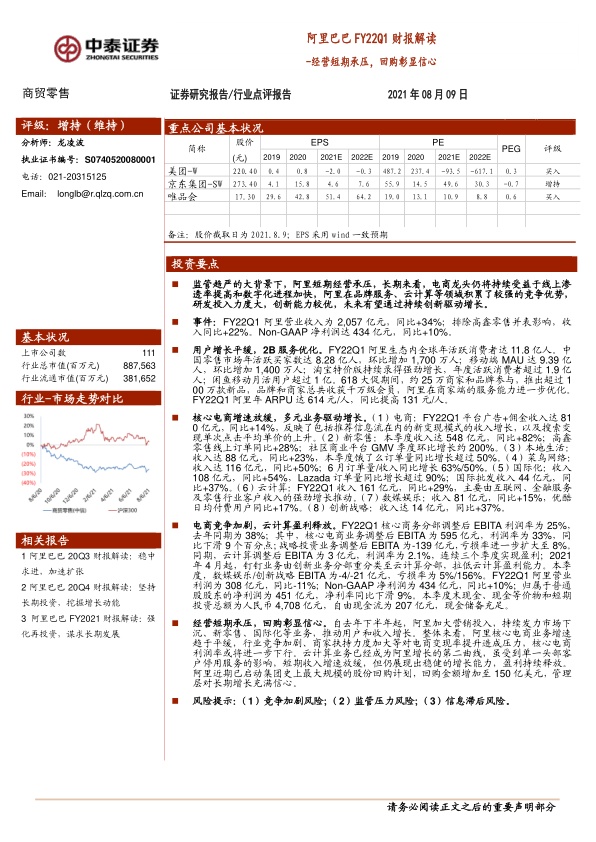 中泰证券
ZHONGTAI SECURITIES
阿里巴巴 FY22Q1 财报解读
-经营短期承压，回购彰显信心
商贸零售
证券研究报告/行业点评报告
2021 年 08 月 09 日
评级：增持（维持）
分析师：龙凌波
执业证书编号：S0740520080001
电话：021-20315125
Email: longlb@r.qlzq.com.cn
基本状况
上市公司数 111
行业总市值(百万元) 887,563
行业流通市值(百万元) 381,652
行业-市场走势对比
30%
20%
10%
0%
(10%)
(20%)
(30%)
(40%)
8/6/20 10/6/20 12/6/20 2/6/21 4/6/21 6/6/21 8/6/21
商贸零售(中信) 沪深300
相关报告
1 阿里巴巴 20Q3 财报解读：稳中
求进，加速扩张
2 阿里巴巴 20Q4 财报解读：坚持
长期投资，挖掘增长动能
3 阿里巴巴 FY2021 财报解读：强
化再投资，谋求长期发展
重点公司基本状况
简称 股价 EPS PE PEG 评级
(元) 2019 2020 2021E 2022E 2019 2020 2021E 2022E
美团-W 220.40 0.4 0.8 -2.0 -0.3 487.2 237.4 -93.5 -617.1 0.3 买入
京东集团-SW 273.40 4.1 15.8 4.6 7.6 55.9 14.5 49.6 30.3 -0.7 增持
唯品会 17.30 29.6 42.8 51.4 64.2 19.0 13.1 10.9 8.8 0.6 买入
备注：股价截取日为 2021.8.9；EPS 采用 wind 一致预期
投资要点
监管趋严的大背景下，阿里短期经营承压，长期来看，电商龙头仍将持续受益于线上渗
透率提高和数字化进程加快，阿里在品牌服务、云计算等领域积累了较强的竞争优势，
研发投入力度大，创新能力较优，未来有望通过持续创新驱动增长。
事件：FY22Q1 阿里营业收入为 2,057 亿元，同比+34%；排除高鑫零售并表影响，收
入同比+22%。Non-GAAP 净利润达 434 亿元，同比+10%。
用户增长平缓，2B 服务优化。FY22Q1 阿里生态内全球年活跃消费者达 11.8 亿人。中
国零售市场年活跃买家数达 8.28 亿人，环比增加 1,700 万人；移动端 MAU 达 9.39 亿
人，环比增加 1,400 万人；淘宝特价版持续录得强劲增长，年度活跃消费者超过 1.9 亿
人；闲鱼移动月活用户超过 1 亿。618 大促期间，约 25 万商家和品牌参与，推出超过 1
00 万款新品，品牌和商家总共收获千万级会员，阿里在商家端的服务能力进一步优化。
FY22Q1 阿里年 ARPU 达 614 元/人，同比提高 131 元/人。
核心电商增速放缓，多元业务驱动增长。（1）电商：FY22Q1 平台广告+佣金收入达 81
0 亿元，同比+14%，反映了包括推荐信息流在内的新变现模式的收入增长，以及搜索变
现单次点击平均单价的上升。（2）新零售：本季度收入达 548 亿元，同比+82%；高鑫
零售线上订单同比+28%；社区商业平台 GMV 季度环比增长约 200%。（3）本地生活：
收入达 88 亿元，同比+23%，本季度饿了么订单量同比增长超过 50%。（4）菜鸟网络：
收入达 116 亿元，同比+50%；6 月订单量/收入同比增长 63%/50%。（5）国际化：收入
108 亿元，同比+54%，Lazada 订单量同比增长超过 90%；国际批发收入 44 亿元，同
比+37%。（6）云计算：FY22Q1 收入 161 亿元，同比+29%，主要由互联网、金融服务
及零售行业客户收入的强劲增长推动。（7）数媒娱乐：收入 81 亿元，同比+15%，优酷
日均付费用户同比+17%。（8）创新战略：收入达 14 亿元，同比+37%。
电商竞争加剧，云计算盈利释放。FY22Q1 核心商务分部调整后 EBITA 利润率为 25%，
去年同期为 38%；其中，核心电商业务调整后 EBITA 为 595 亿元，利润率为 33%，同
比下滑 9 个百分点；战略投资业务调整后 EBITA 为-139 亿元，亏损率进一步扩大至 8%。
同期，云计算调整后 EBITA 利润为 3 亿元，利润率为 2.1%，连续三个季度实现盈利；2021
年 4 月起，钉钉业务由创新业务分部重分类至云计算分部，拉低云计算盈利能力。本季
度，数媒娱乐/创新战略 EBITA 为-4/-21 亿元，亏损率为 5%/156%。FY22Q1 阿里营业
利润为 308 亿元，同比-11%；Non-GAAP 净利润为 434 亿元，同比+10%；归属于普通
股股东的净利润为 451 亿元，净利率同比下滑 9%。本季度末现金、现金等价物和短期
投资总额为人民币 4,708 亿元，自由现金流为 207 亿元，现金储备充足。
经营短期承压，回购彰显信心。自去年下半年起，阿里加大营销投入，持续发力市场下
沉、新零售、国际化等业务，推动用户和收入增长。整体来看，阿里核心电商业务增速
趋于平缓，行业竞争加剧、商家扶持力度加大等对电商变现率提升造成压力，核心电商
利润率或将进一步下行。云计算业务已经成为阿里增长的第二曲线，虽受到单一头部客
户停用服务的影响，短期收入增速放缓，但仍展现出稳健的增长能力，盈利持续释放。
阿里近期已启动集团史上最大规模的股份回购计划，回购金额增加至 150 亿美元，管理
层对长期增长充满信心。
风险提示：（1）竞争加剧风险；（2）监管压力风险；（3）信息滞后风险。
请务必阅读正文之后的重要声明部分